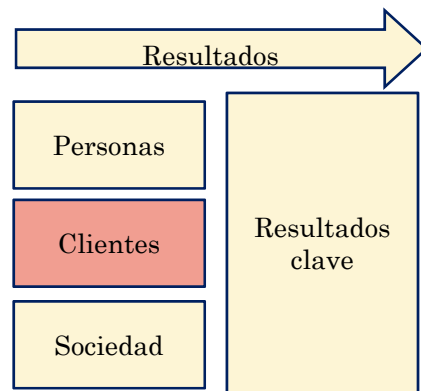 Resultados
Personas
Clientes
Sociedad
Resultados
clave